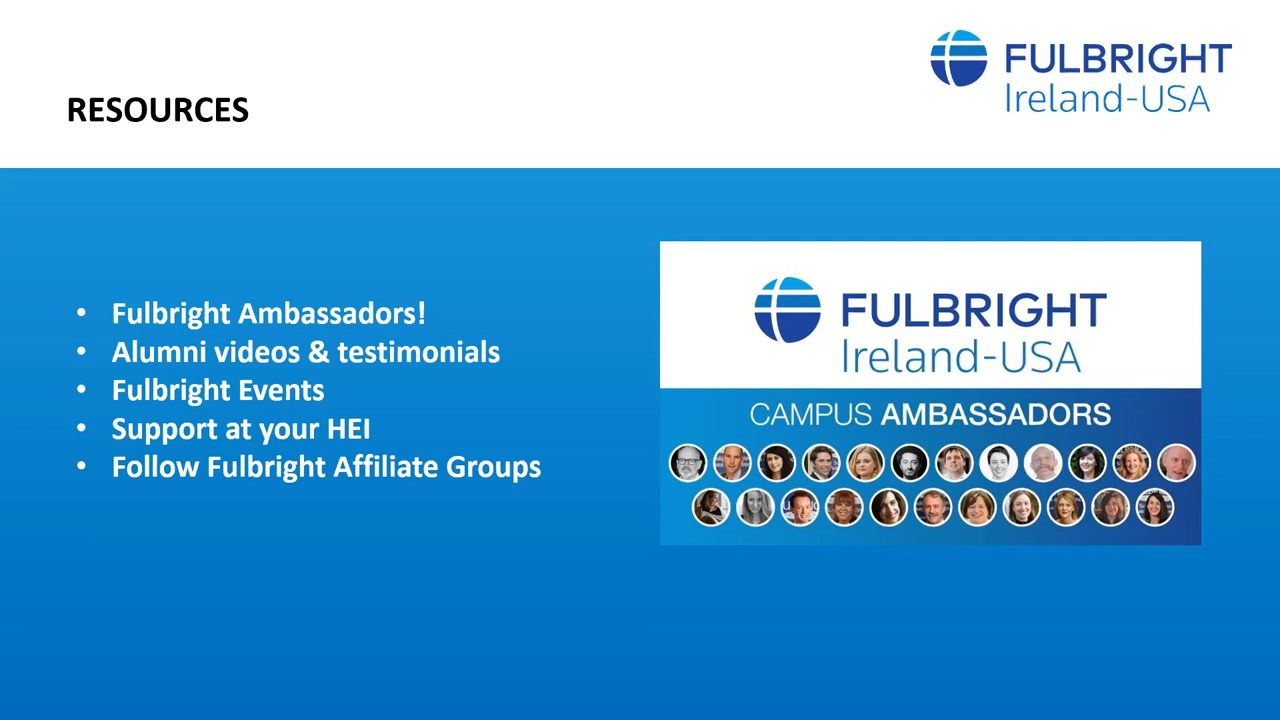 FULBRIGHT
Ireland-USA
RESOURCES
• Fulbright Ambassadors!
• Alumni videos & testimonials
• Fulbright Events
• Support at your HEI
• Follow Fulbright Affiliate Groups
FULBRIGHT
Ireland-USA
CAMPUS AMBASSADORS